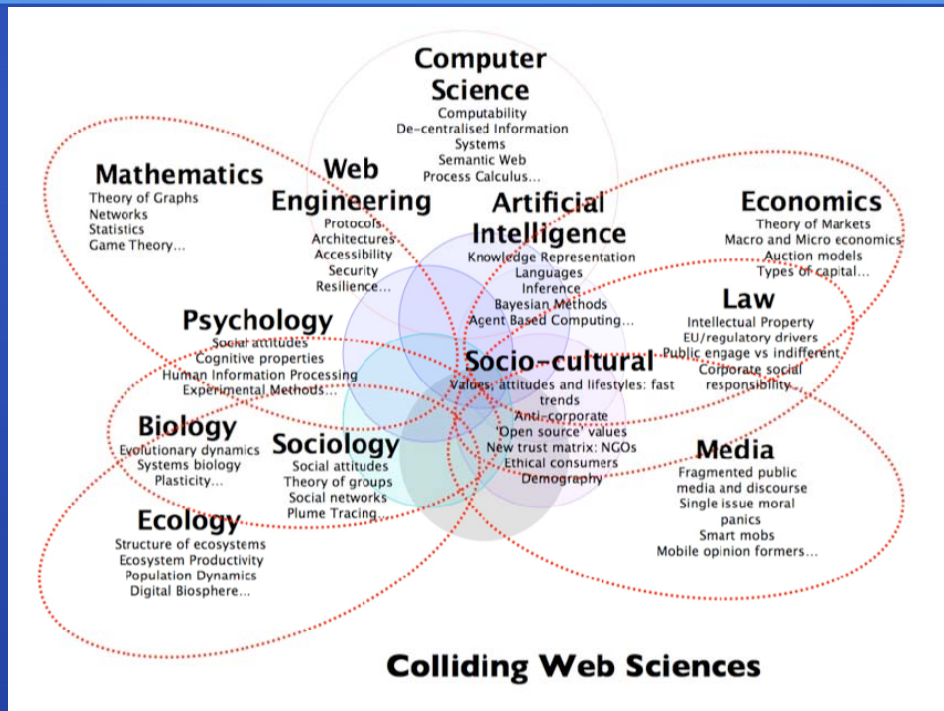 Computer
Science
Computability
De-centralised Information
Systems
Semantic Web
Process Calculus...
Mathematics
Theory of Graphs
Networks
Statistics
Game Theory...
Web
Engineering
Protocols
Architectures
Accessibility
Security
Resilience...
Artificial
Intelligence
Knowledge Representation
Languages
Inference
Bayesian Methods
Agent Based Computing...
Economics
Theory of Markets
Macro and Micro economics
Auction models
Types of capital...
Law
Intellectual Property
EU/regulatory drivers
Public engage vs indifferent
Corporate social
responsibility...
Psychology
Social attitudes
Cognitive properties
Human Information Processing
Experimental Methods...
Socio-cultural
Values, attitudes and lifestyles: fast
trends
Anti-corporate
'Open source' values
New trust matrix: NGOs
Ethical consumers
Demography
Biology
Evolutionary dynamics
Systems biology
Plasticity...
Sociology
Social attitudes
Theory of groups
Social networks
Plume Tracing...
Media
Fragmented public
media and discourse
Single issue moral
panics
Smart mobs
Mobile opinion formers...
Ecology
Structure of ecosystems
Ecosystem Productivity
Population Dynamics
Digital Biosphere...
Colliding Web Sciences